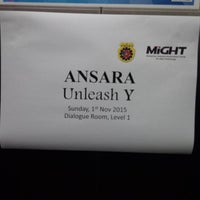 MiGHT
ANSARA
Unleash Y
Sunday, 1st Nov 2015
Dialogue Room, Level 1